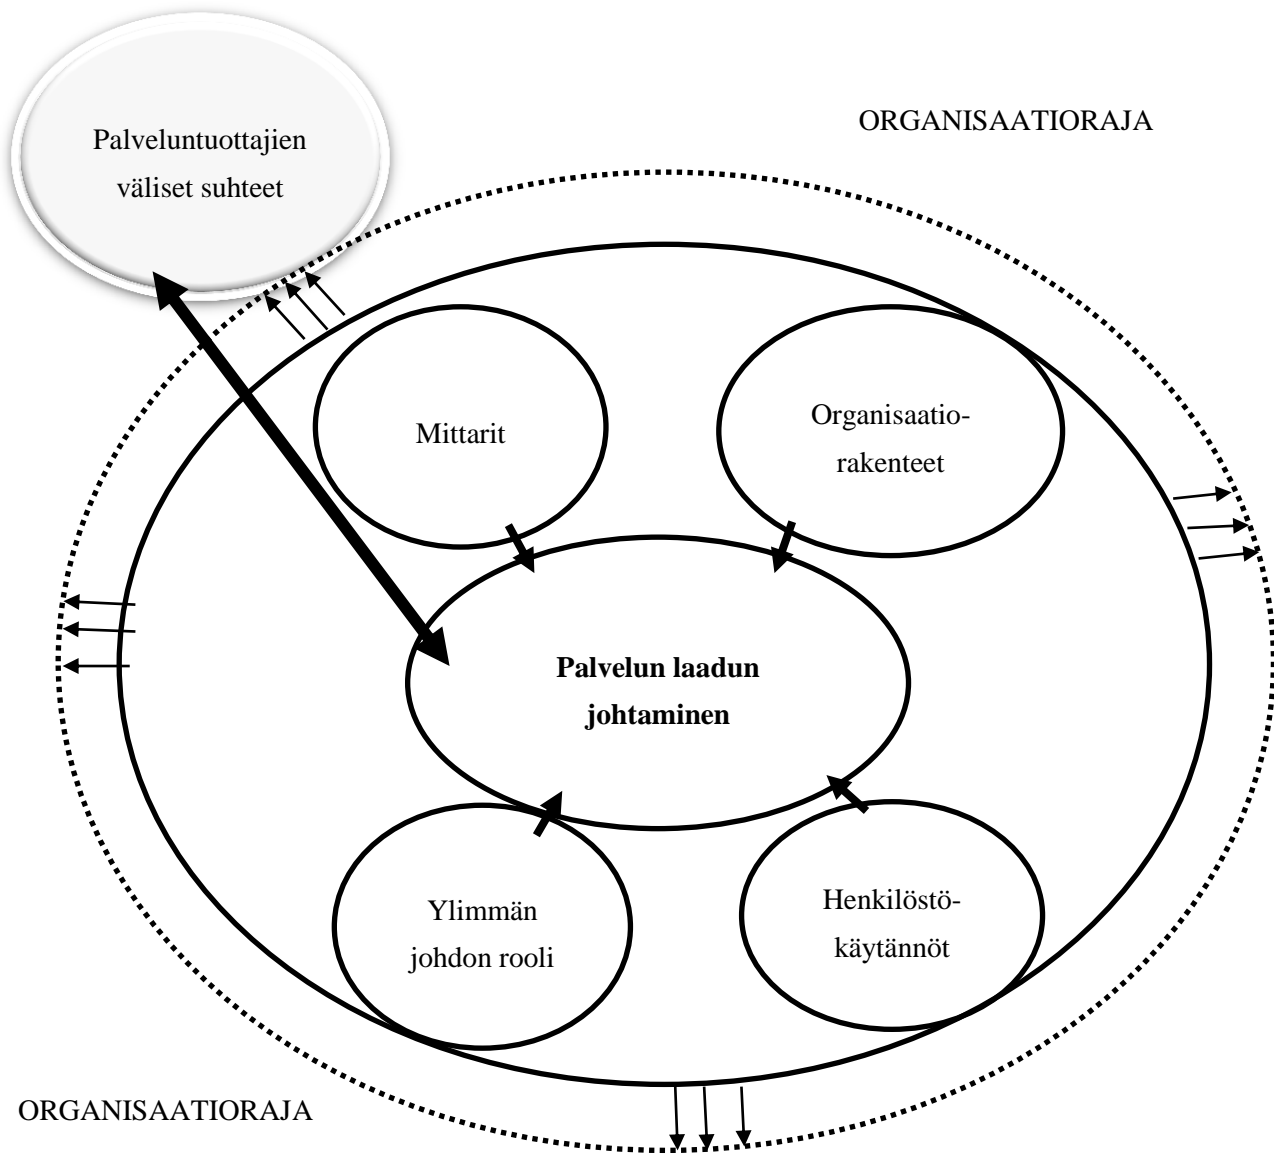 ORGANISAATIORAJA
Palveluntuottajien
väliset suhteet
Mittarit
Organisaatio-
rakenteet
Palvelun laadun
johtaminen
Ylimmän
johdon rooli
Henkilöstö-
käytännöt
ORGANISAATIORAJA